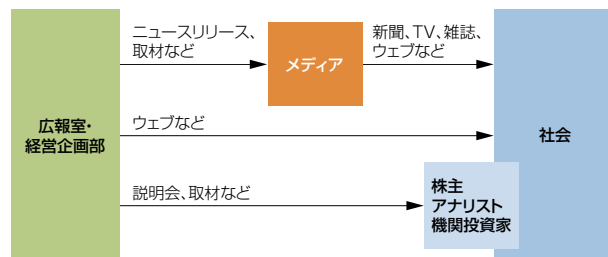 ニュースリリース、
取材など
メディア
新聞、TV、雑誌、
ウェブなど
広報室・
経営企画部
ウェブなど
社会
説明会、取材など
株主
アナリスト
機関投資家